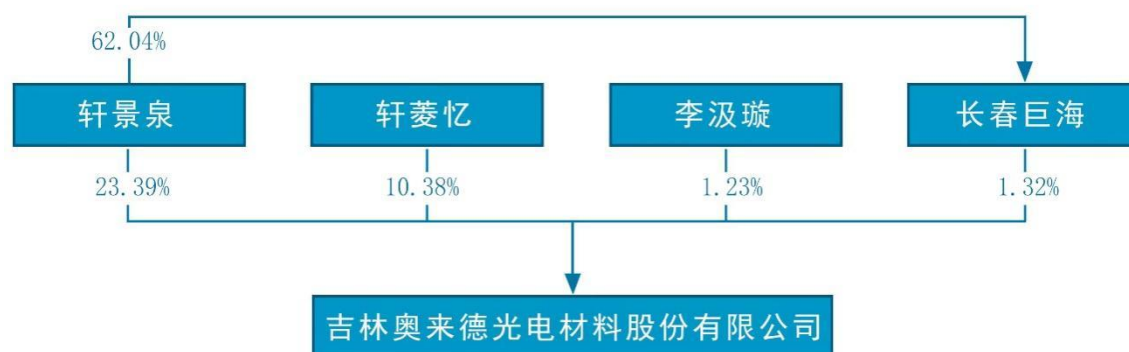 62.04%
轩景泉 轩菱忆 李汲璇 长春巨海
23.39% 10.38% 1.23% 1.32%
吉林奥来德光电材料股份有限公司